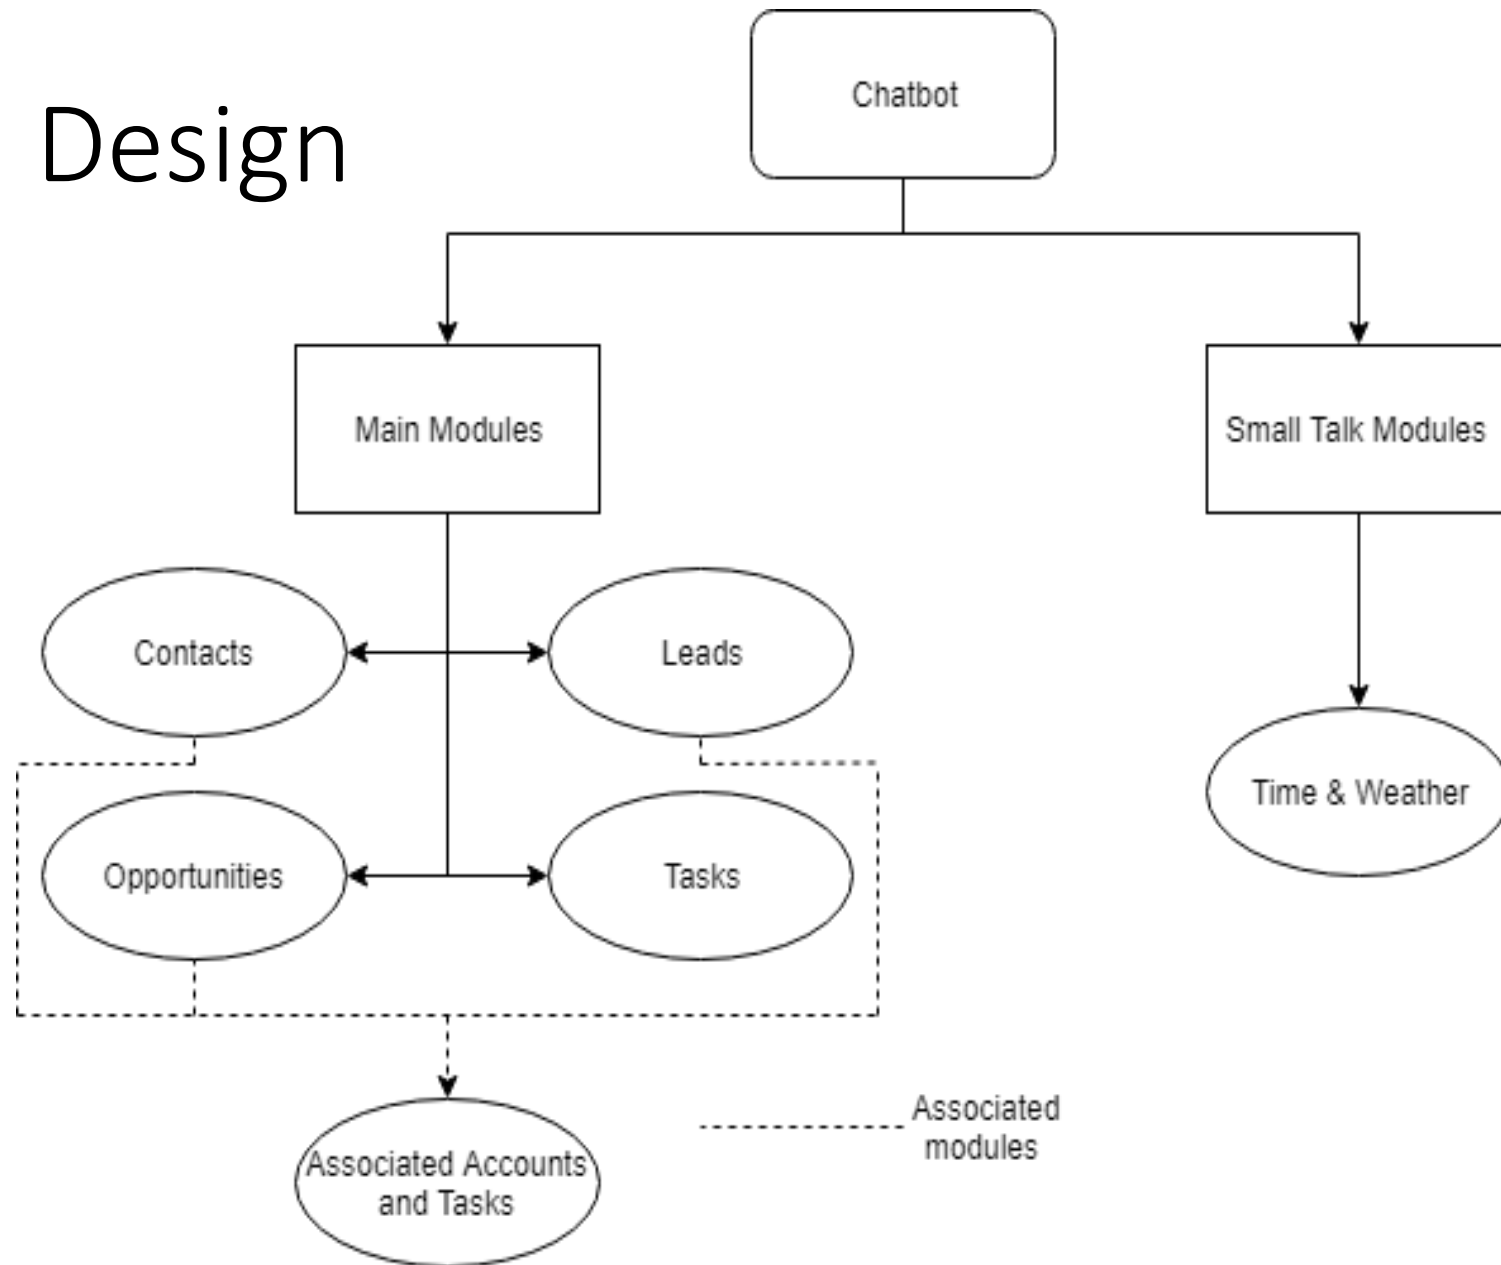 Design
Chatbot
Main Modules
Small Talk Modules
Contacts
Leads
Time & Weather
Opportunities
Tasks
Associated
modules
Associated Accounts
and Tasks